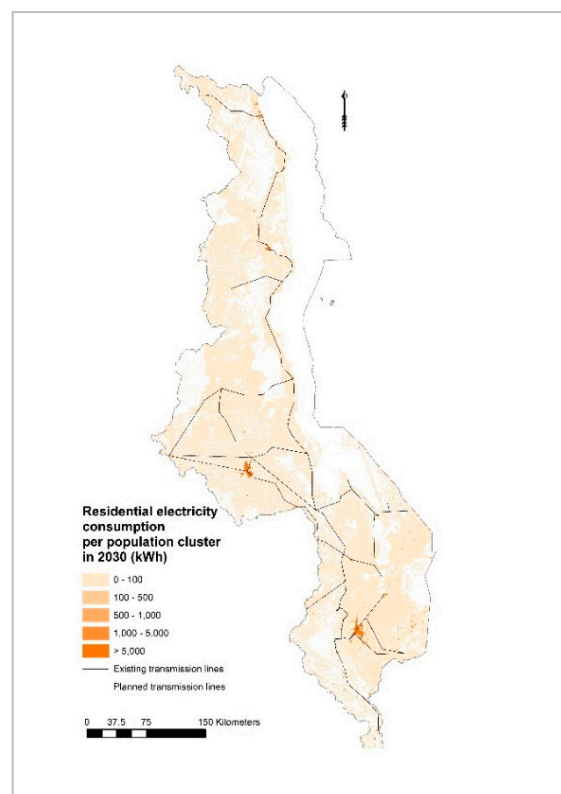 Residential electricity
consumption
per population cluster
in 2030 (kWh)
0 - 100
100 - 500
500 - 1,000
1,000 - 5,000
> 5,000
Existing transmission lines
Planned transmission lines
0 37.5 75 150 Kilometers